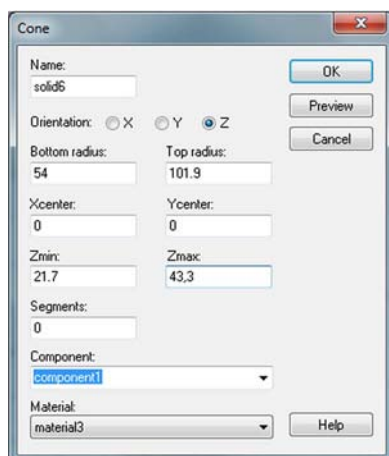 Cone
Name:
solid6
OK
Orientation: X Y Z
Preview
Bottom radius: Top radius:
Cancel
54 101.9
Xcenter: Ycenter:
0 0
Zmin: Zmax:
21.7 43,3
Segments:
0
Component:
component1
Material:
material3
Help